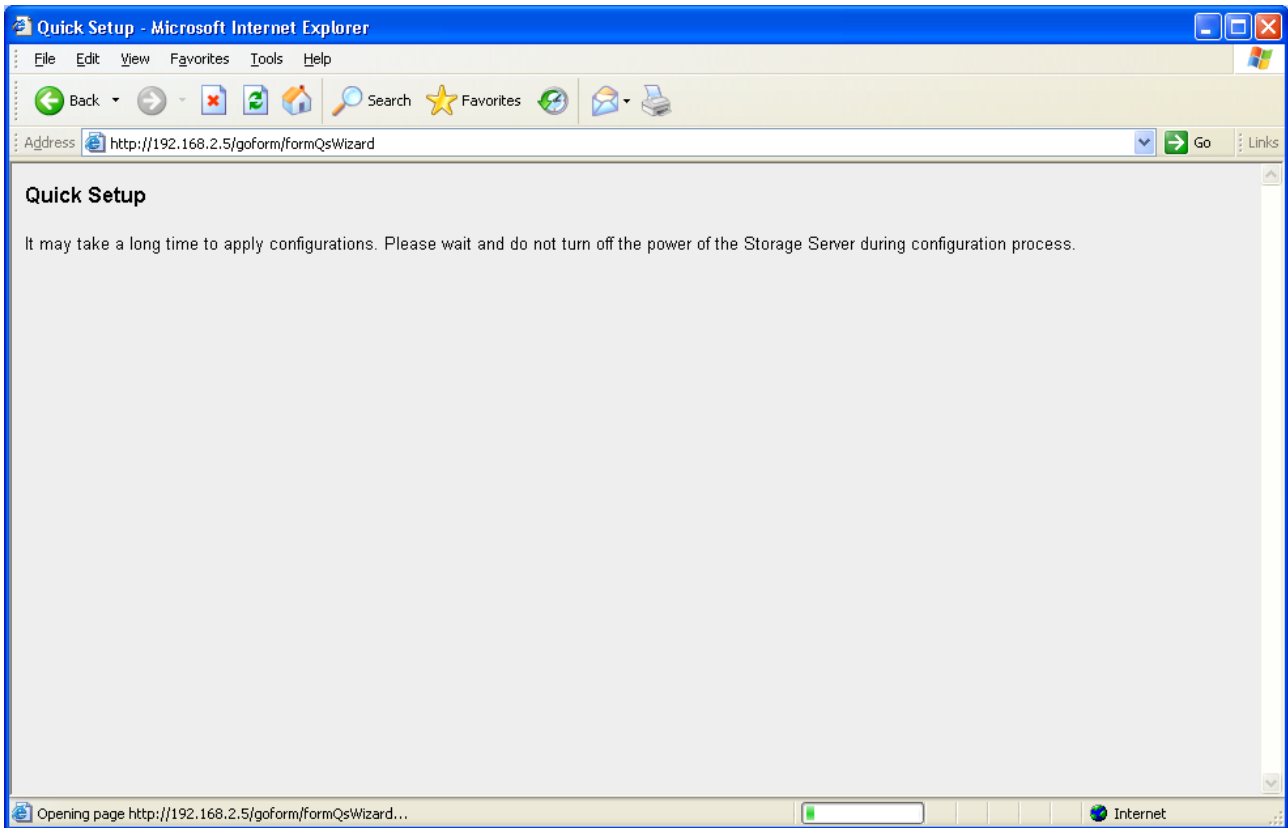 Quick Setup - Microsoft Internet Explorer
File Edit View Favorites Tools Help
Back Search Favorites
Address http://192.168.2.5/goform/formQsWizard Go Links
Quick Setup
It may take a long time to apply configurations. Please wait and do not turn off the power of the Storage Server during configuration process.
Opening page http://192.168.2.5/goform/formQsWizard... Internet